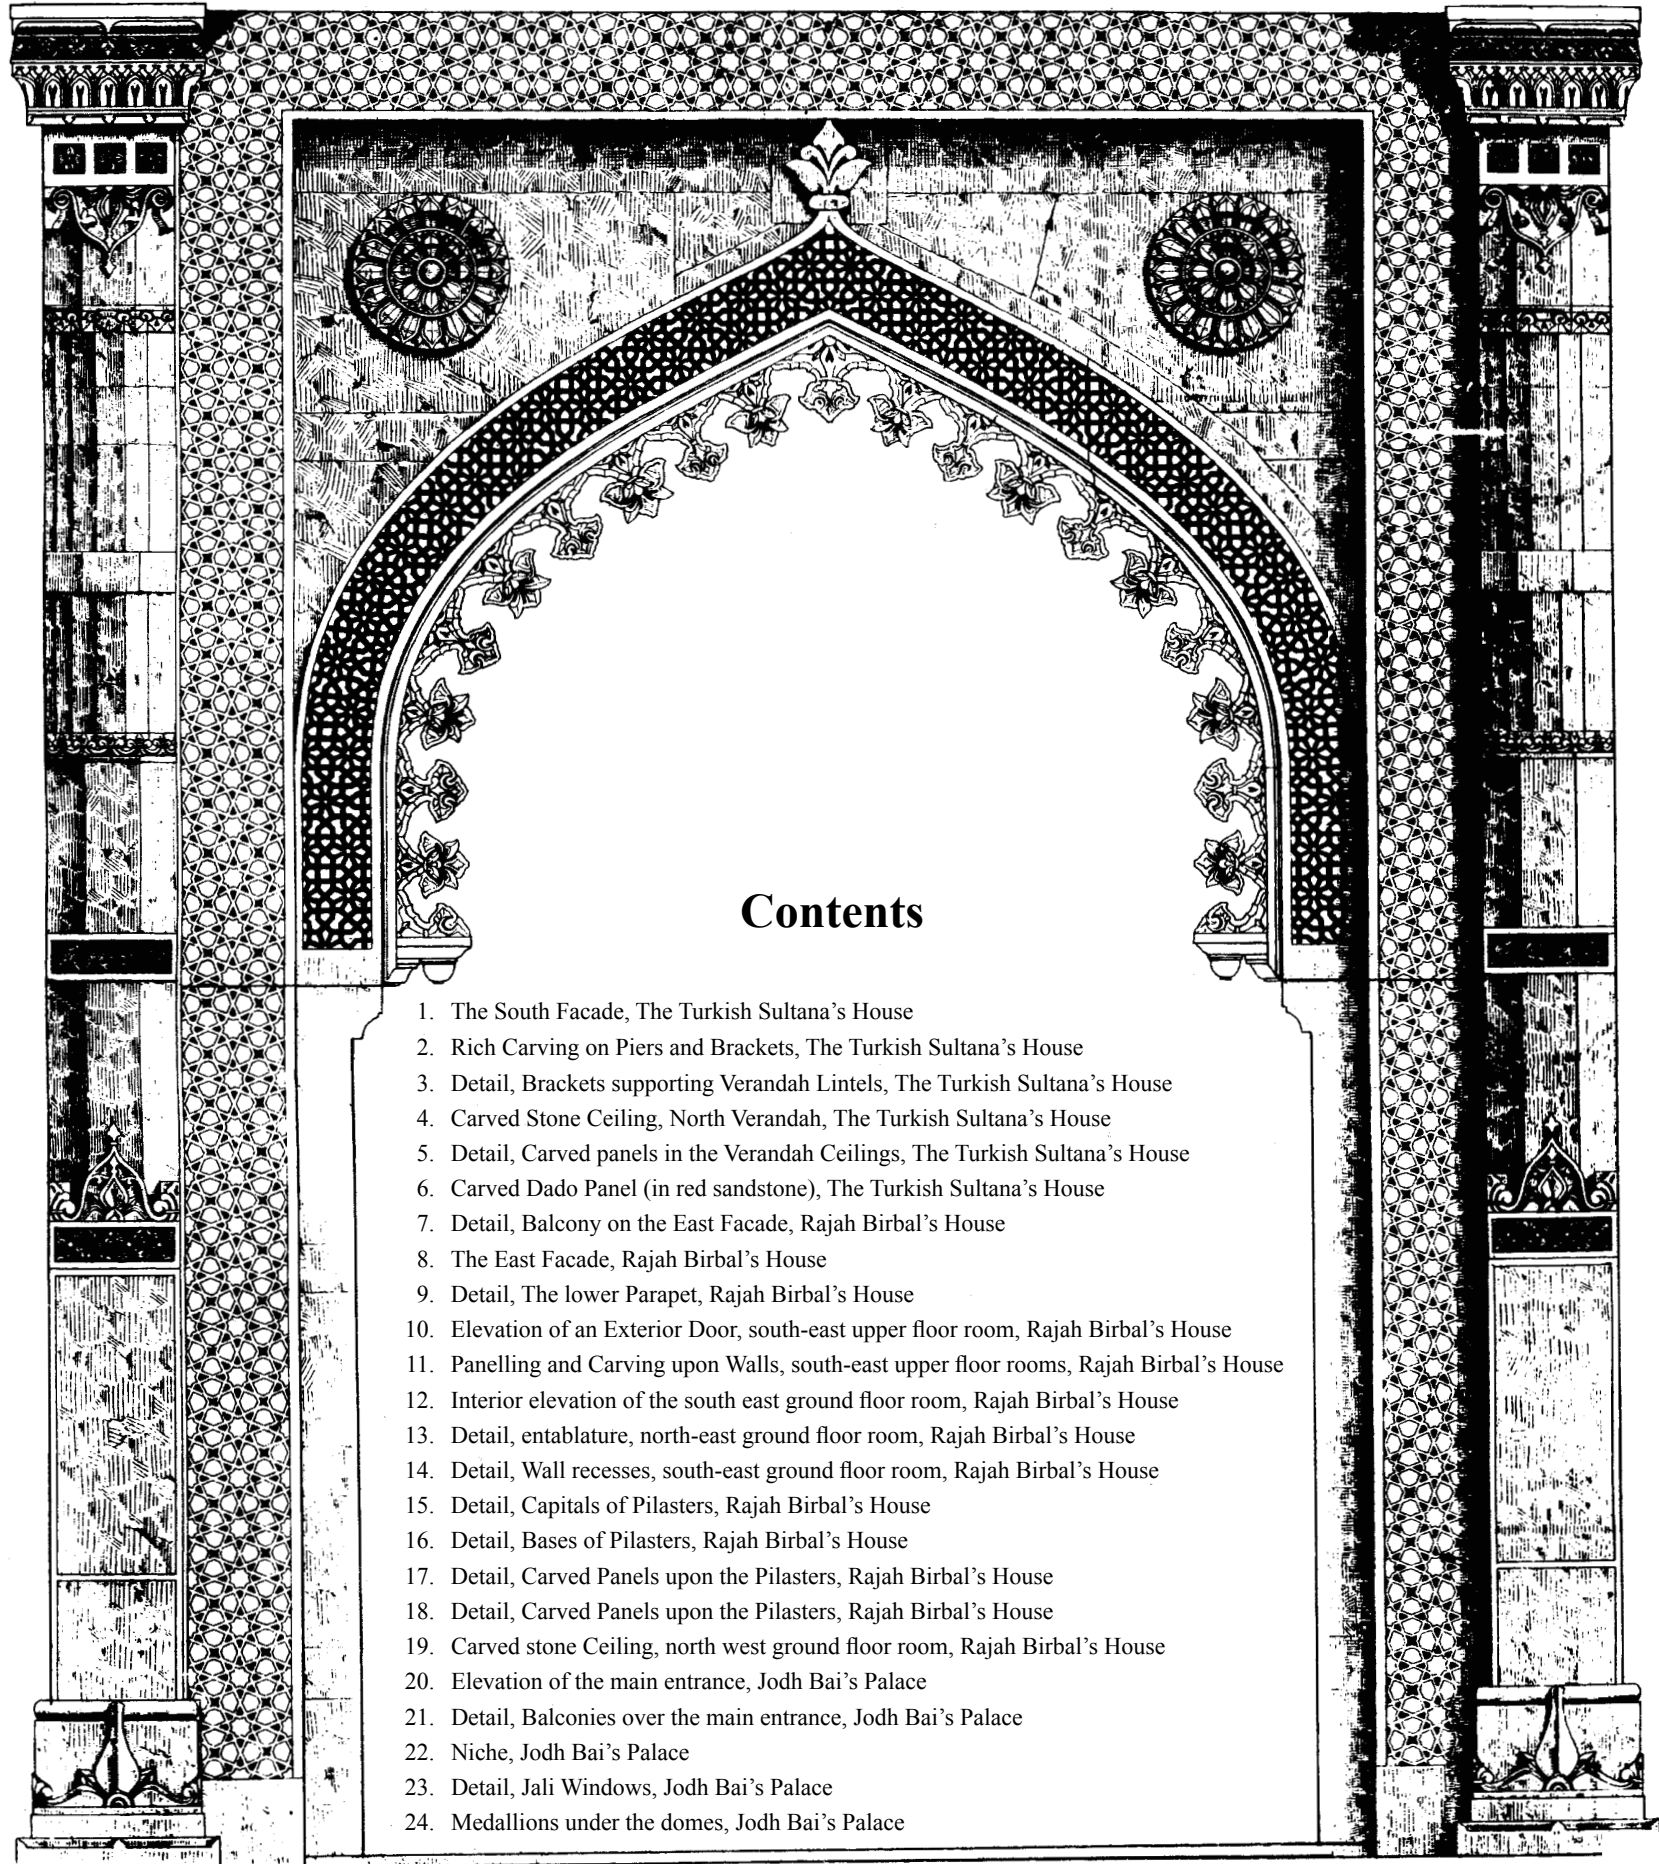 Contents
1. The South Facade, The Turkish Sultana’s House
2. Rich Carving on Piers and Brackets, The Turkish Sultana’s House
3. Detail, Brackets supporting Verandah Lintels, The Turkish Sultana’s House
4. Carved Stone Ceiling, North Verandah, The Turkish Sultana’s House
5. Detail, Carved panels in the Verandah Ceilings, The Turkish Sultana’s House
6. Carved Dado Panel (in red sandstone), The Turkish Sultana’s House
7. Detail, Balcony on the East Facade, Rajah Birbal’s House
8. The East Facade, Rajah Birbal’s House
9. Detail, The lower Parapet, Rajah Birbal’s House
10. Elevation of an Exterior Door, south-east upper floor room, Rajah Birbal’s House
11. Panelling and Carving upon Walls, south-east upper floor rooms, Rajah Birbal’s House
12. Interior elevation of the south east ground floor room, Rajah Birbal’s House
13. Detail, entablature, north-east ground floor room, Rajah Birbal’s House
14. Detail, Wall recesses, south-east ground floor room, Rajah Birbal’s House
15. Detail, Capitals of Pilasters, Rajah Birbal’s House
16. Detail, Bases of Pilasters, Rajah Birbal’s House
17. Detail, Carved Panels upon the Pilasters, Rajah Birbal’s House
18. Detail, Carved Panels upon the Pilasters, Rajah Birbal’s House
19. Carved stone Ceiling, north west ground floor room, Rajah Birbal’s House
20. Elevation of the main entrance, Jodh Bai’s Palace
21. Detail, Balconies over the main entrance, Jodh Bai’s Palace
22. Niche, Jodh Bai’s Palace
23. Detail, Jali Windows, Jodh Bai’s Palace
24. Medallions under the domes, Jodh Bai’s Palace